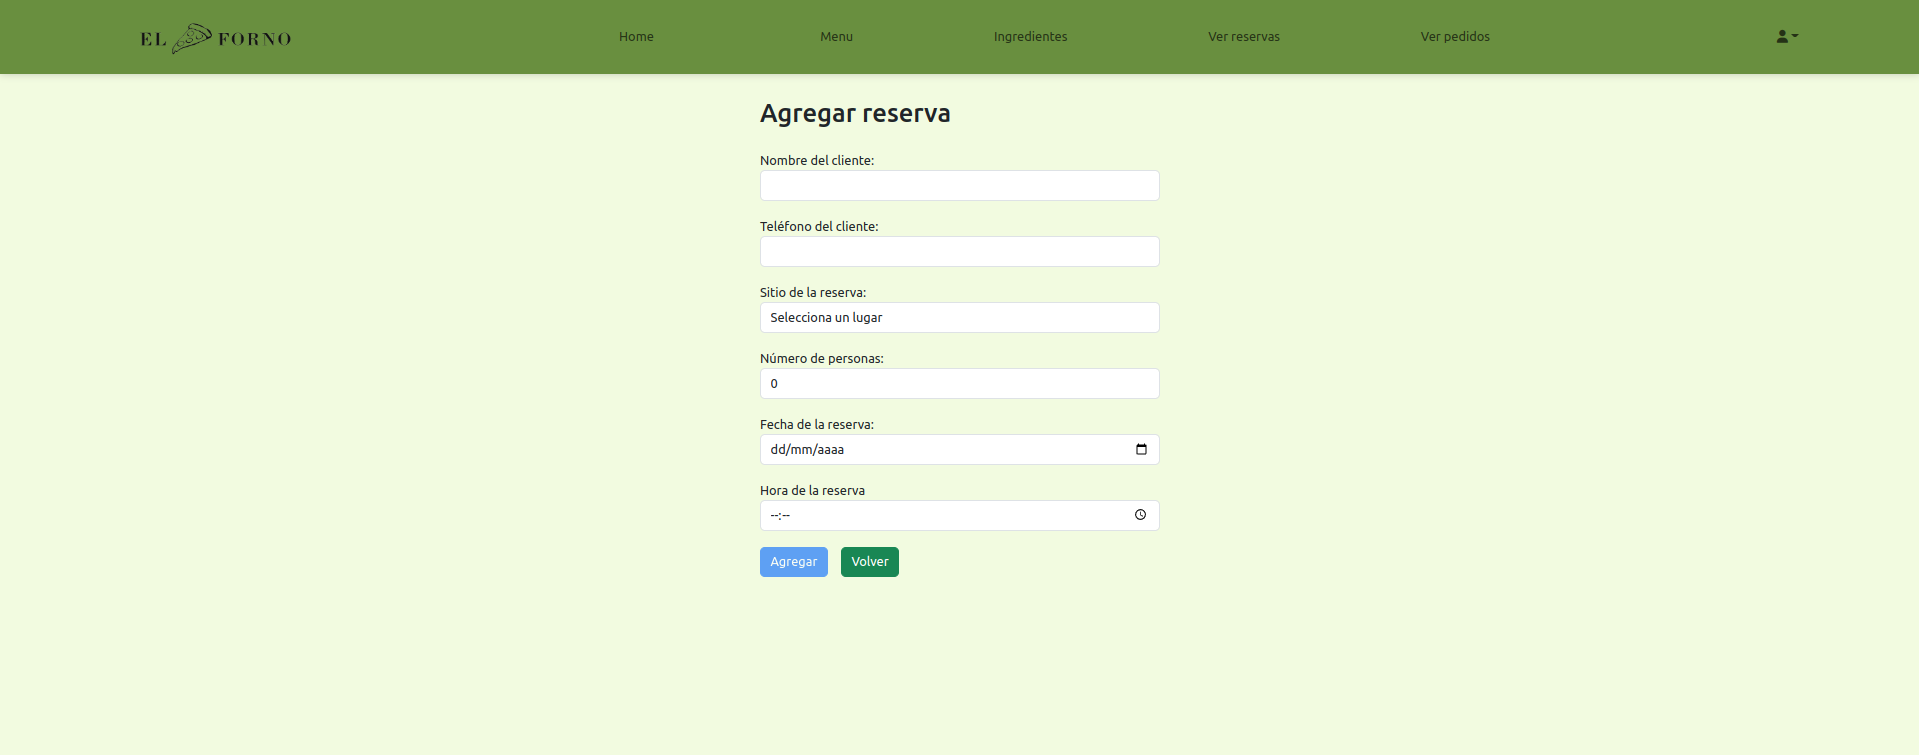 EL FORNO
Home
Menu
Ingredientes
Ver reservas
Ver pedidos
Agregar reserva
Nombre del cliente:
Teléfono del cliente:
Sitio de la reserva:
Selecciona un lugar
Número de personas:
0
Fecha de la reserva:
dd/mm/aaaa
Hora de la reserva
--:--
Agregar
Volver